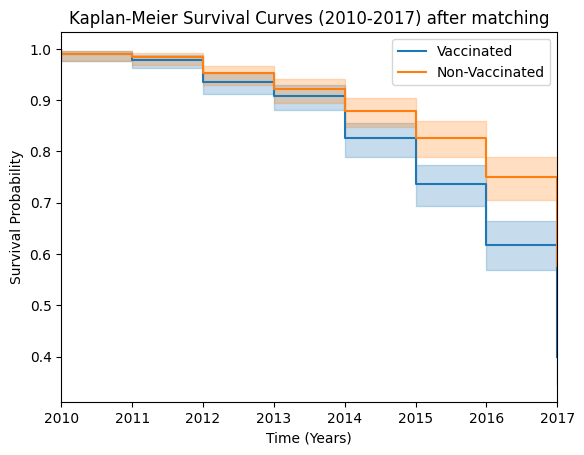 Kaplan-Meier Survival Curves (2010-2017) after matching
Vaccinated
Non-Vaccinated
Survival Probability
1.0
0.9
0.8
0.7
0.6
0.5
0.4
2010 2011 2012 2013 2014 2015 2016 2017
Time (Years)